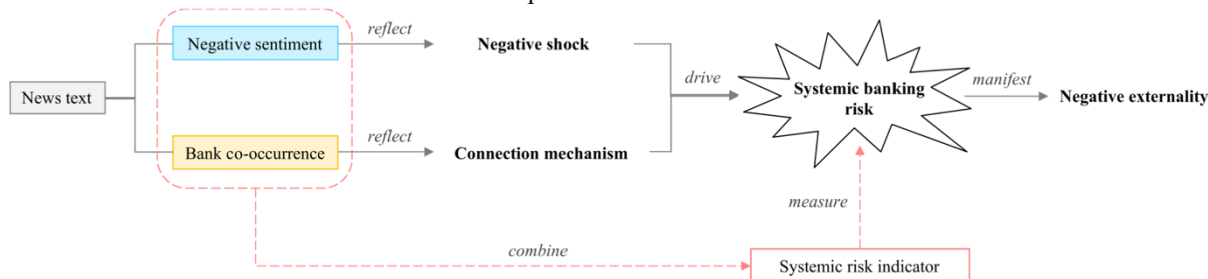 Negative sentiment
reflect
Negative shock
News text
drive
Systemic banking
risk
manifest
Negative externality
Bank co-occurrence
reflect
Connection mechanism
measure
combine
Systemic risk indicator